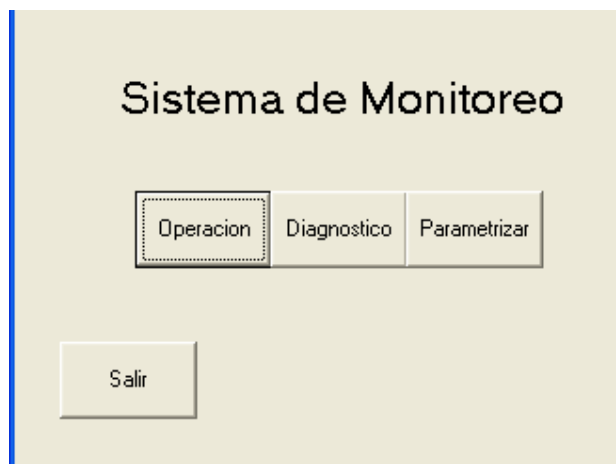 Sistema de Monitoreo
Operacion Diagnostico Parametrizar
Salir